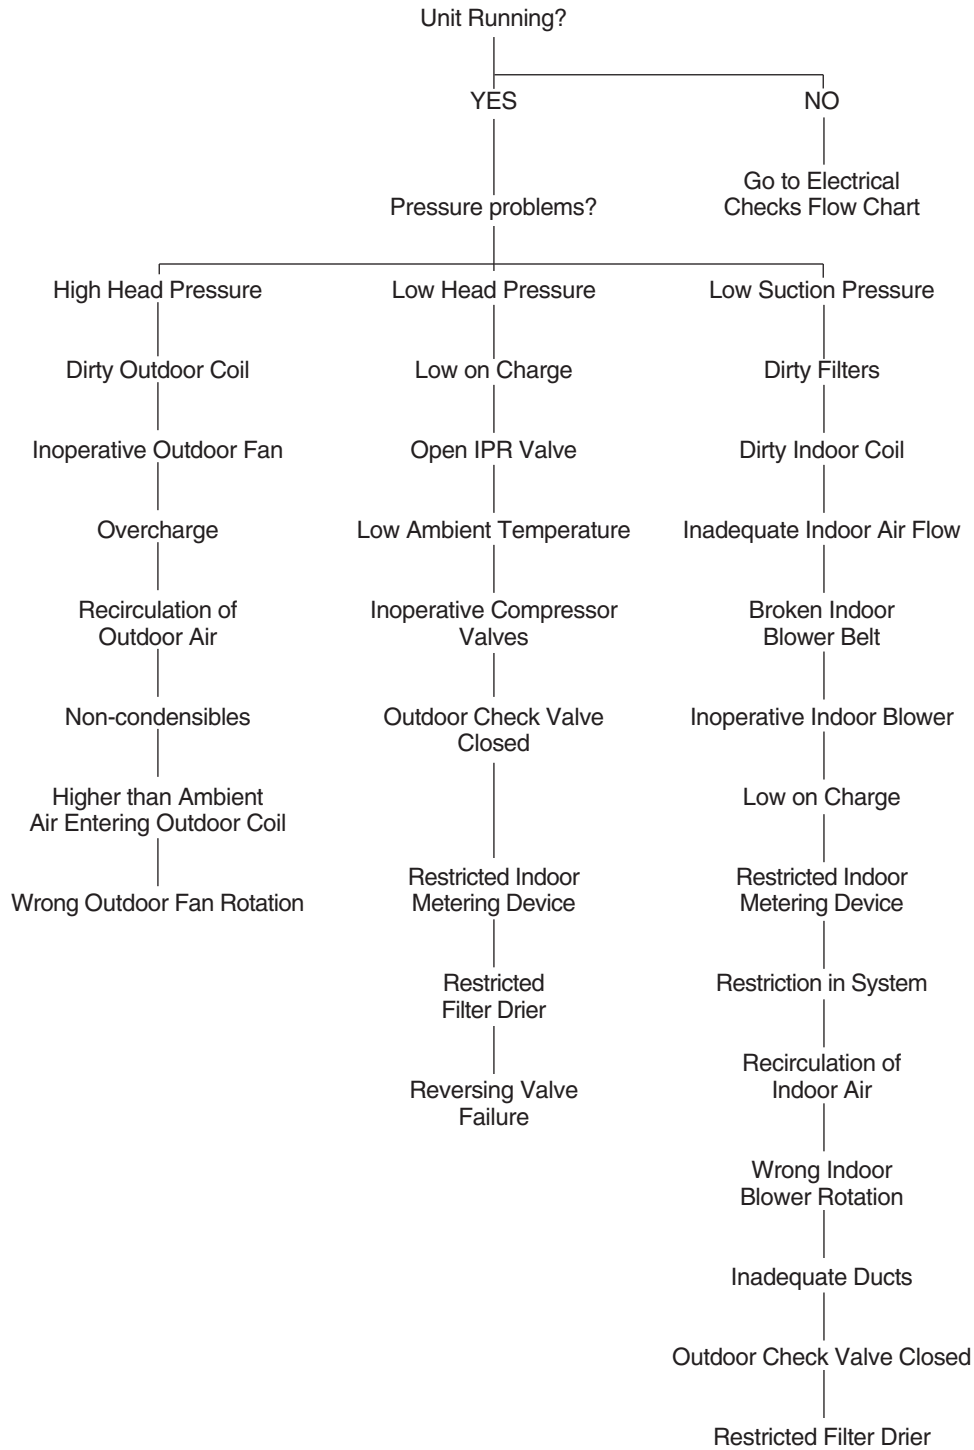 Unit Running?
YES
NO
Go to Electrical
Checks Flow Chart
Pressure problems?
High Head Pressure
Dirty Outdoor Coil
Inoperative Outdoor Fan
Overcharge
Recirculation of
Outdoor Air
Non-condensibles
Higher than Ambient
Air Entering Outdoor Coil
Wrong Outdoor Fan Rotation
Low Head Pressure
Low on Charge
Open IPR Valve
Low Ambient Temperature
Inoperative Compressor
Valves
Outdoor Check Valve
Closed
Restricted Indoor
Metering Device
Restricted
Filter Drier
Reversing Valve
Failure
Low Suction Pressure
Dirty Filters
Dirty Indoor Coil
Inadequate Indoor Air Flow
Broken Indoor
Blower Belt
Inoperative Indoor Blower
Low on Charge
Restricted Indoor
Metering Device
Restriction in System
Recirculation of
Indoor Air
Wrong Indoor
Blower Rotation
Inadequate Ducts
Outdoor Check Valve Closed
Restricted Filter Drier